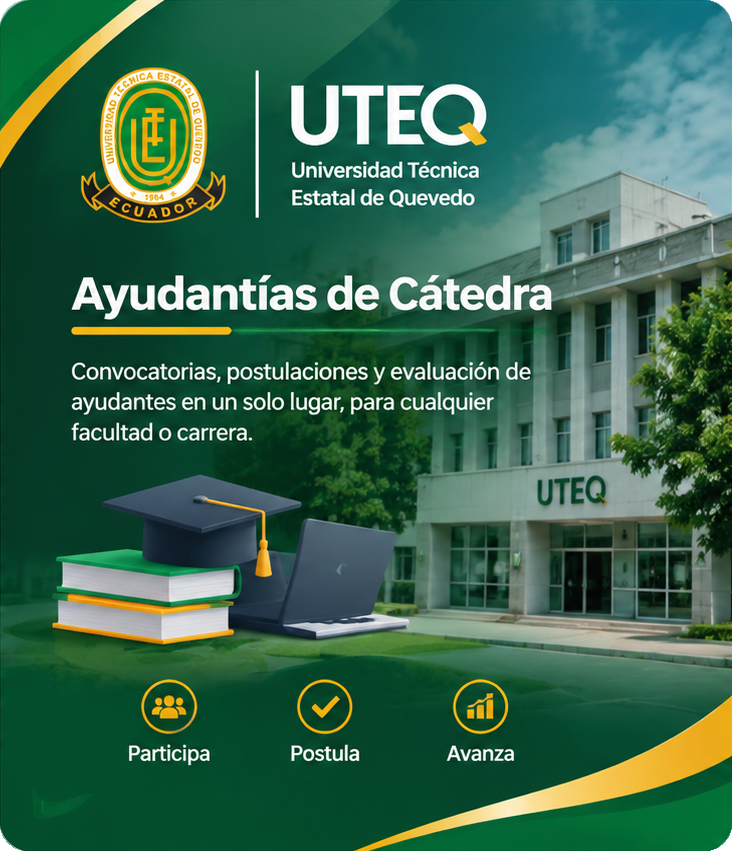 UNIVERSIDAD TÉCNICA ESTATAL DE QUEVEDO
1984
ECUADOR
UTEQ
Universidad Técnica
Estatal de Quevedo
Ayudantías de Cátedra
Convocatorias, postulaciones y evaluación de
ayudantes en un solo lugar, para cualquier
facultad o carrera.
UTEQ
Participa
Postula
Avanza